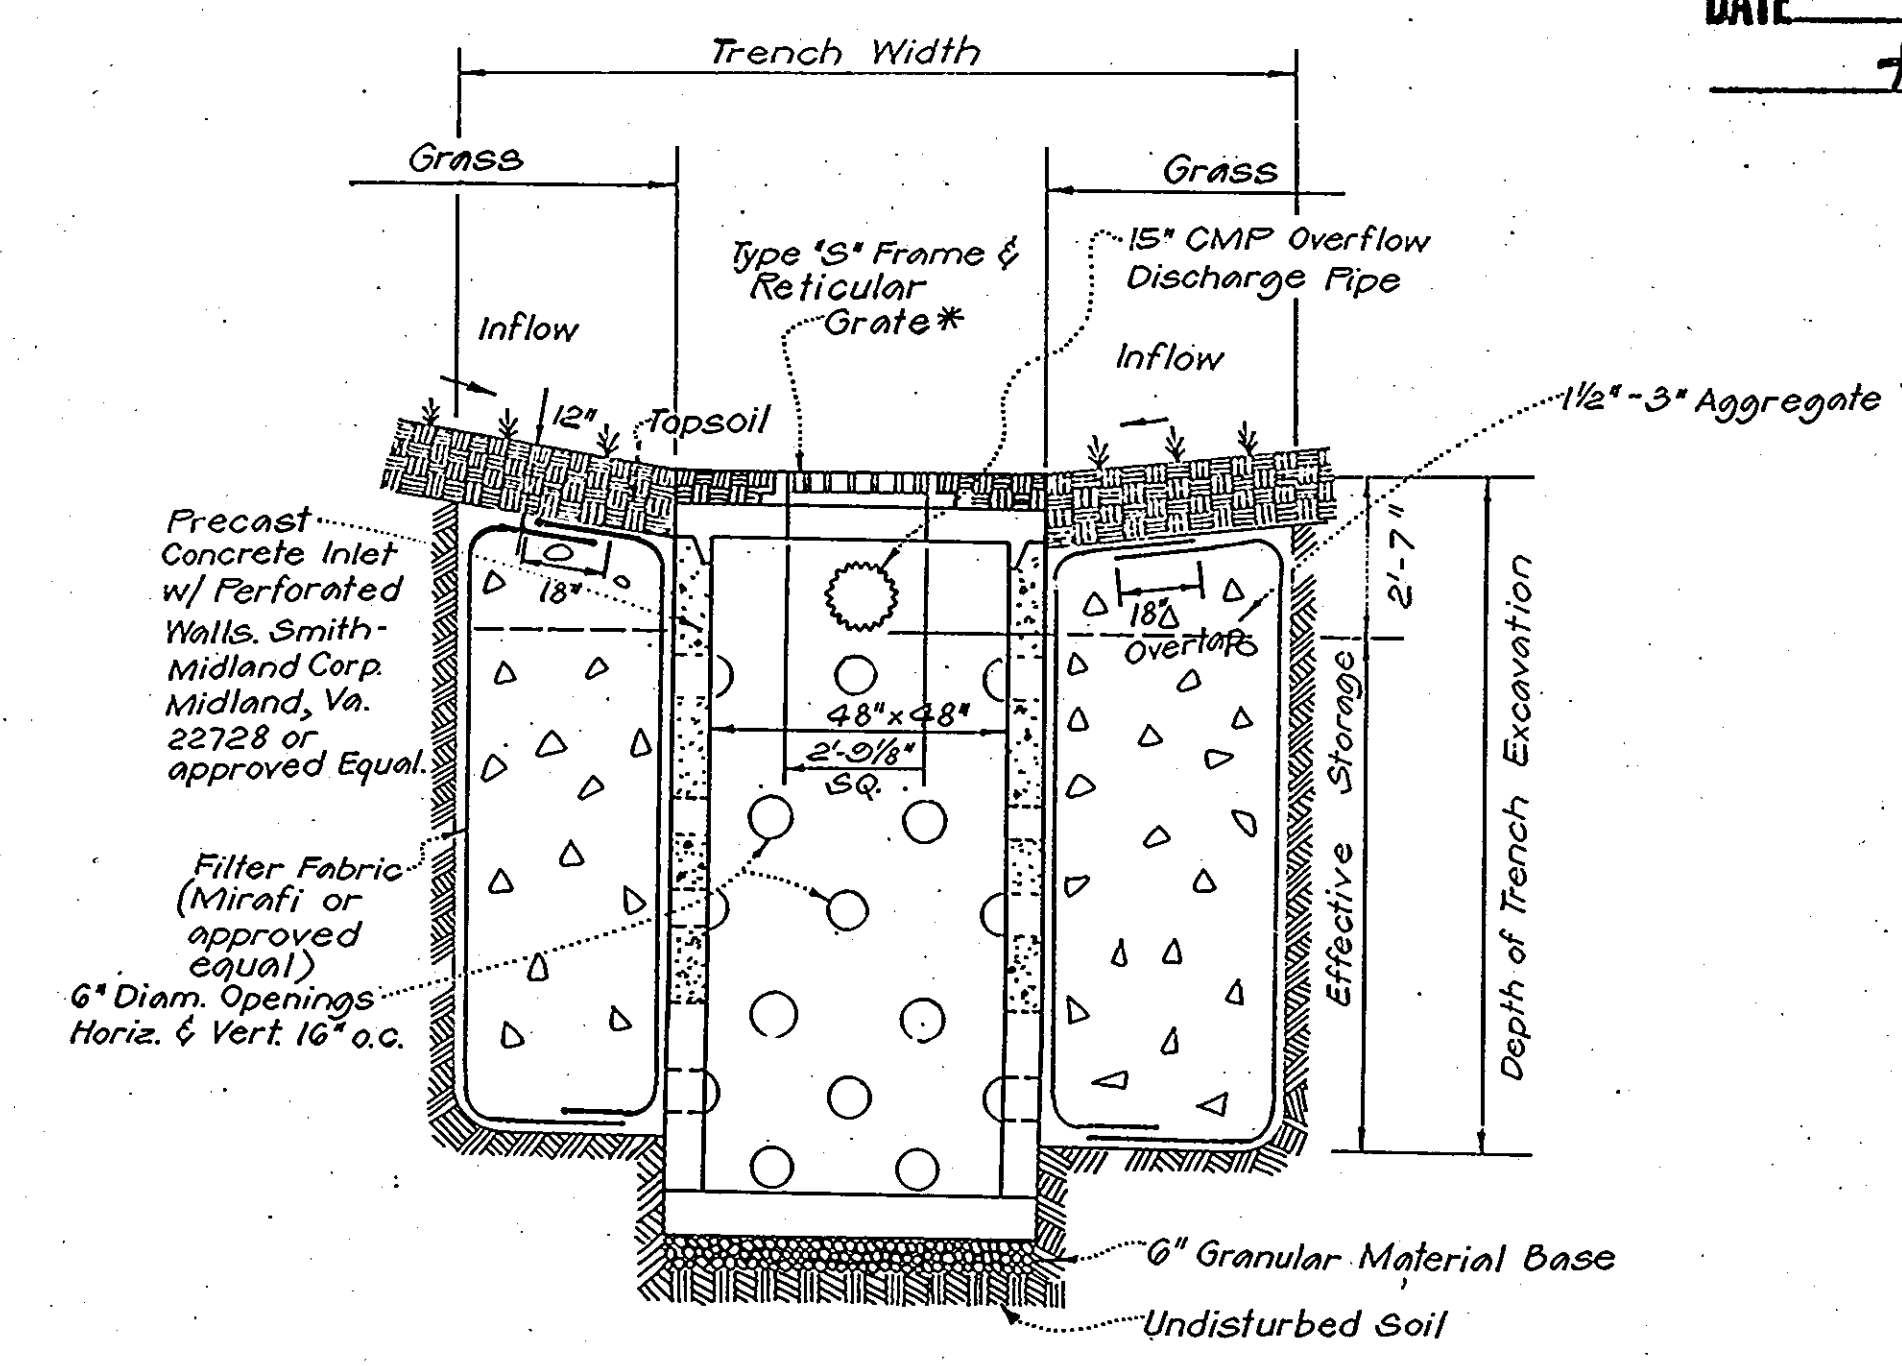 DATE
Trench Width
Grass
Grass
Type "S" Frame &
Reticular
Grate*
15" CMP Overflow
Discharge Pipe
Inflow
Inflow
12"
Topsoil
1½"-3" Aggregate
Precast
Concrete Inlet
w/ Perforated
Walls. Smith-
Midland Corp.
Midland, Va.
22728 or
approved Equal.
18"
18"
Overlap
2'-7"
48" x 48"
2'-9⅛"
SQ.
Effective Storage
Depth of Trench Excavation
Filter Fabric
(Mirafi or
approved
equal)
6" Diam. Openings
Horiz. & Vert. 16" o.c.
6" Granular Material Base
Undisturbed Soil